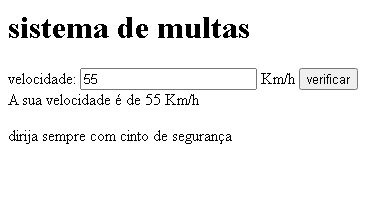 sistema de multas
velocidade: 55 Km/h verificar
A sua velocidade é de 55 Km/h
dirija sempre com cinto de segurança